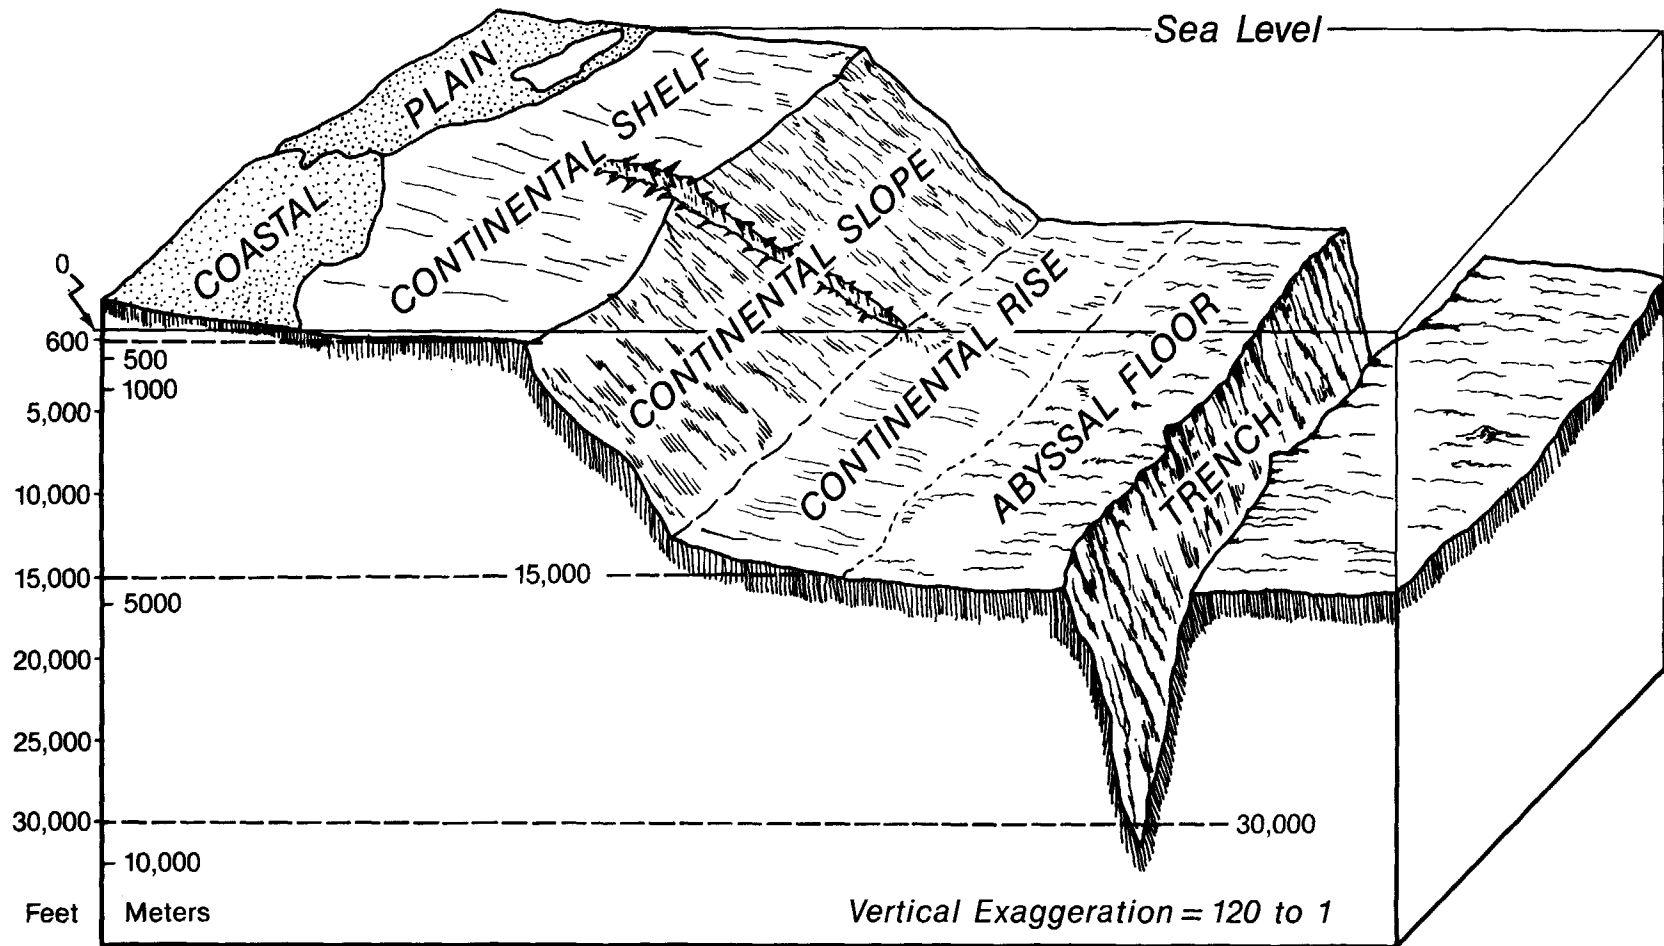 Sea Level
COASTAL PLAIN
CONTINENTAL SHELF
CONTINENTAL SLOPE
CONTINENTAL RISE
ABYSSAL FLOOR
TRENCH
0
600
500
1000
5,000
10,000
15,000
15,000
5000
20,000
25,000
30,000
30,000
10,000
Feet Meters
Vertical Exaggeration = 120 to 1